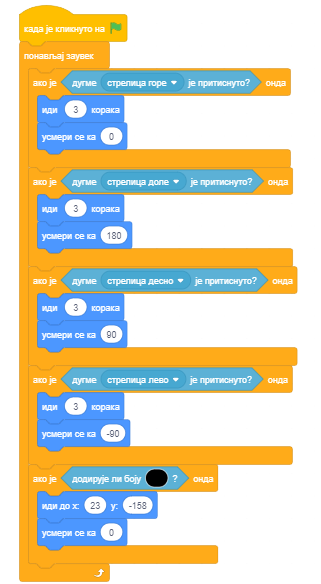 када је кликнуто на
понављај заувек
ако је дугме стрелица горе је притиснуто? онда
иди 3 корака
усмери се ка 0
ако је дугме стрелица доле је притиснуто? онда
иди 3 корака
усмери се ка 180
ако је дугме стрелица десно је притиснуто? онда
иди 3 корака
усмери се ка 90
ако је дугме стрелица лево је притиснуто? онда
иди 3 корака
усмери се ка -90
ако је додирује ли боју ? онда
иди до x: 23 y: -158
усмери се ка 0